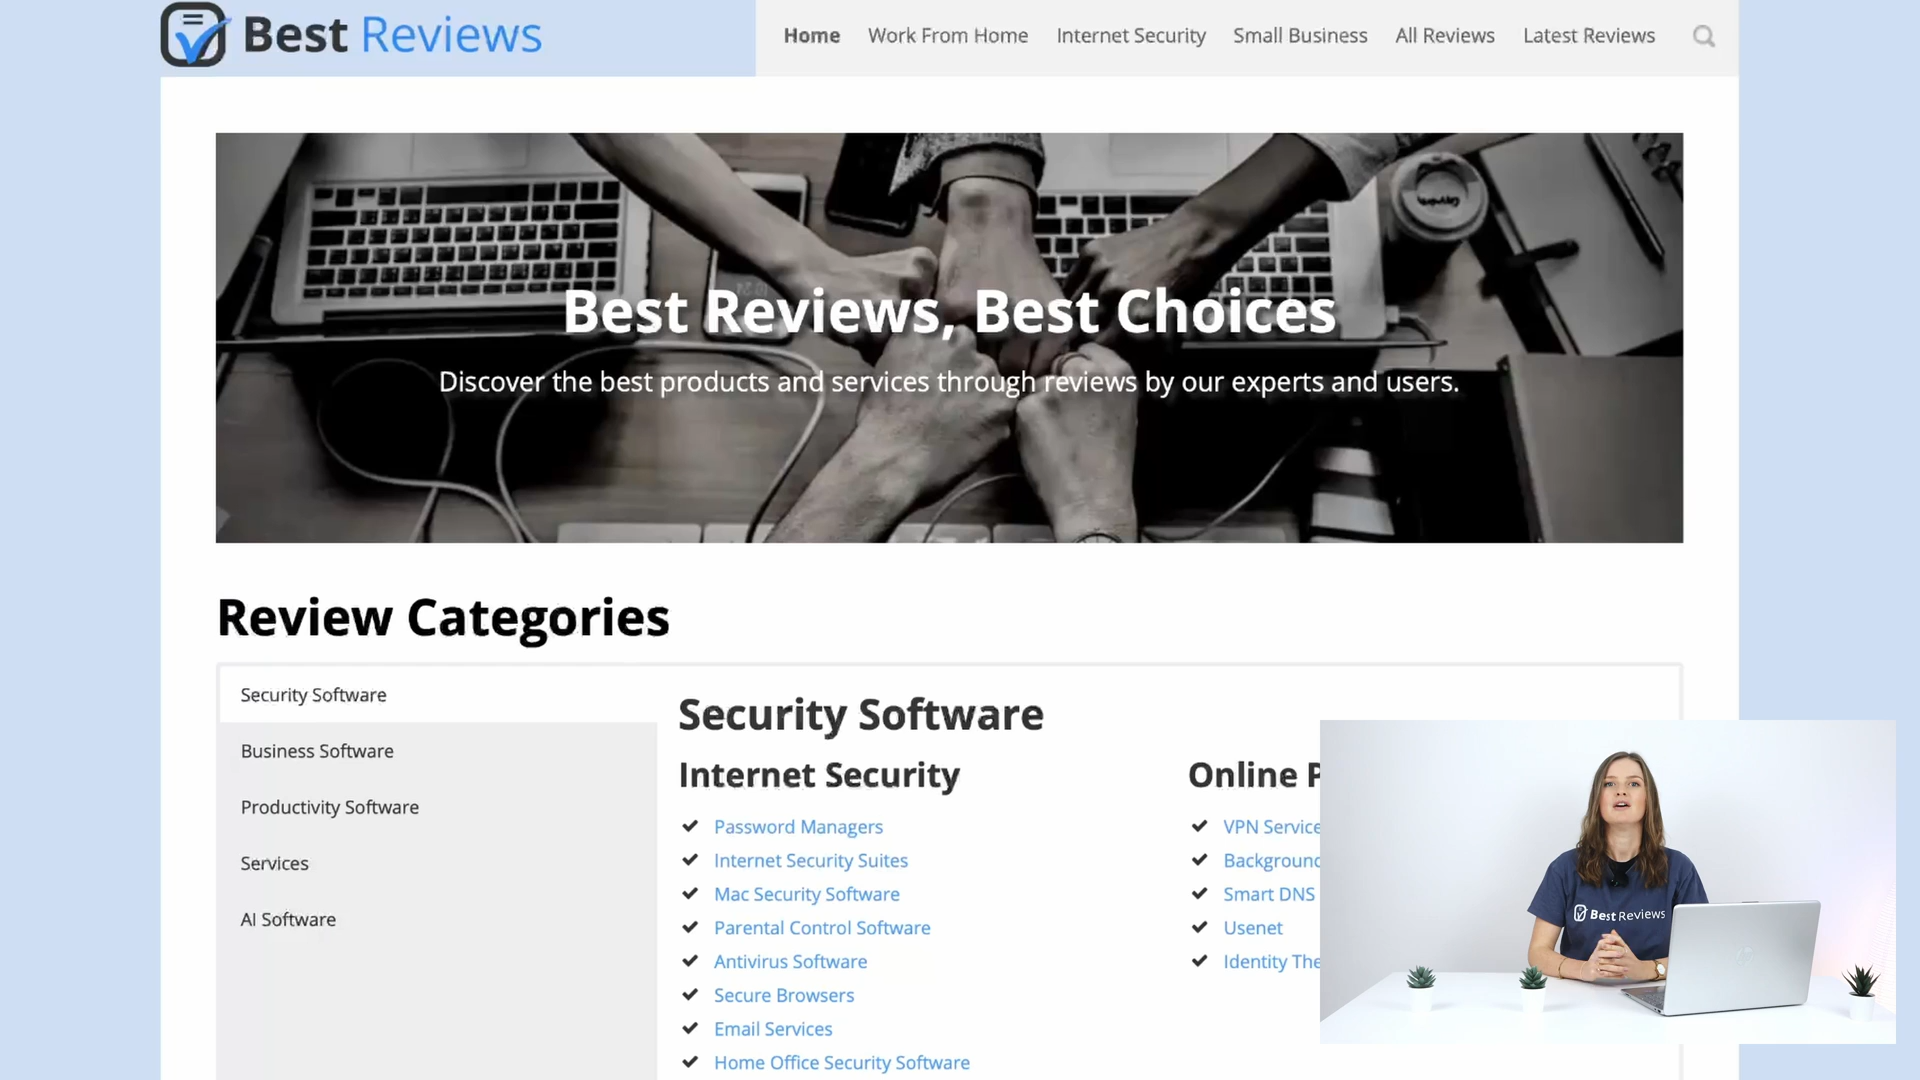 Best Reviews
Home
Work From Home
Internet Security
Small Business
All Reviews
Latest Reviews
Best Reviews, Best Choices
Discover the best products and services through reviews by our experts and users.
Review Categories
Security Software
Business Software
Productivity Software
Services
AI Software
Security Software
Internet Security
Password Managers
Internet Security Suites
Mac Security Software
Parental Control Software
Antivirus Software
Secure Browsers
Email Services
Home Office Security Software
Online P
VPN Service
Background
Smart DNS
Usenet
Identity The
Best Reviews